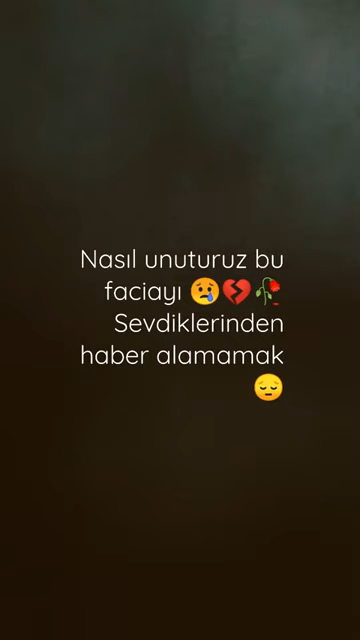 Nasıl unuturuz bu
faciayı 😢💔🥀
Sevdiklerinden
haber alamamak
😔